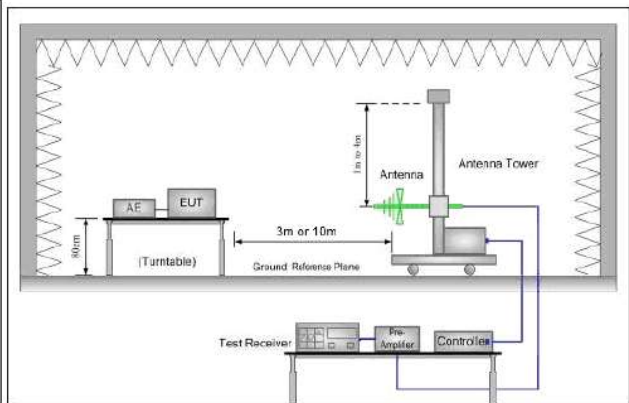 1m to 4m
Antenna
Antenna Tower
AE
EUT
3m or 10m
80cm
(Turntable)
Ground Reference Plane
Test Receiver
Pre-
Amplifier
Controller